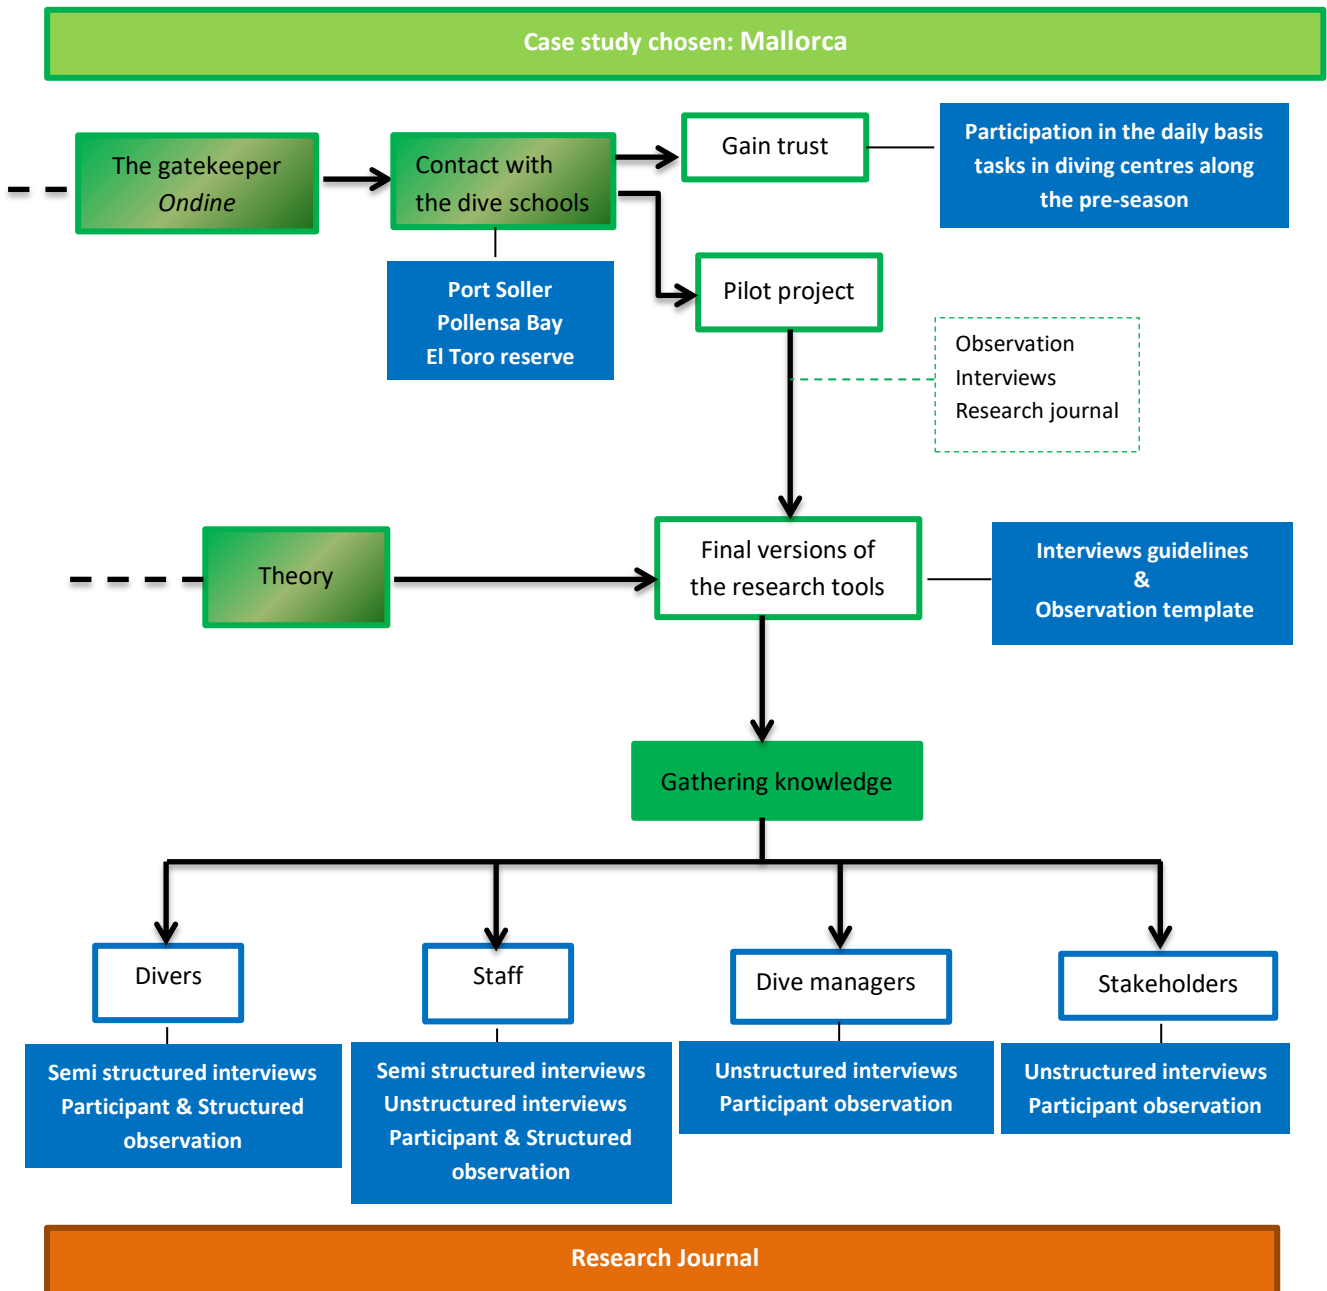 Case study chosen: Mallorca
The gatekeeper
Ondine
Contact with
the dive schools
Gain trust
Participation in the daily basis
tasks in diving centres along
the pre-season
Port Soller
Pollensa Bay
El Toro reserve
Pilot project
Observation
Interviews
Research journal
Theory
Final versions of
the research tools
Interviews guidelines
&
Observation template
Gathering knowledge
Divers
Staff
Dive managers
Stakeholders
Semi structured interviews
Participant & Structured
observation
Semi structured interviews
Unstructured interviews
Participant & Structured
observation
Unstructured interviews
Participant observation
Unstructured interviews
Participant observation
Research Journal